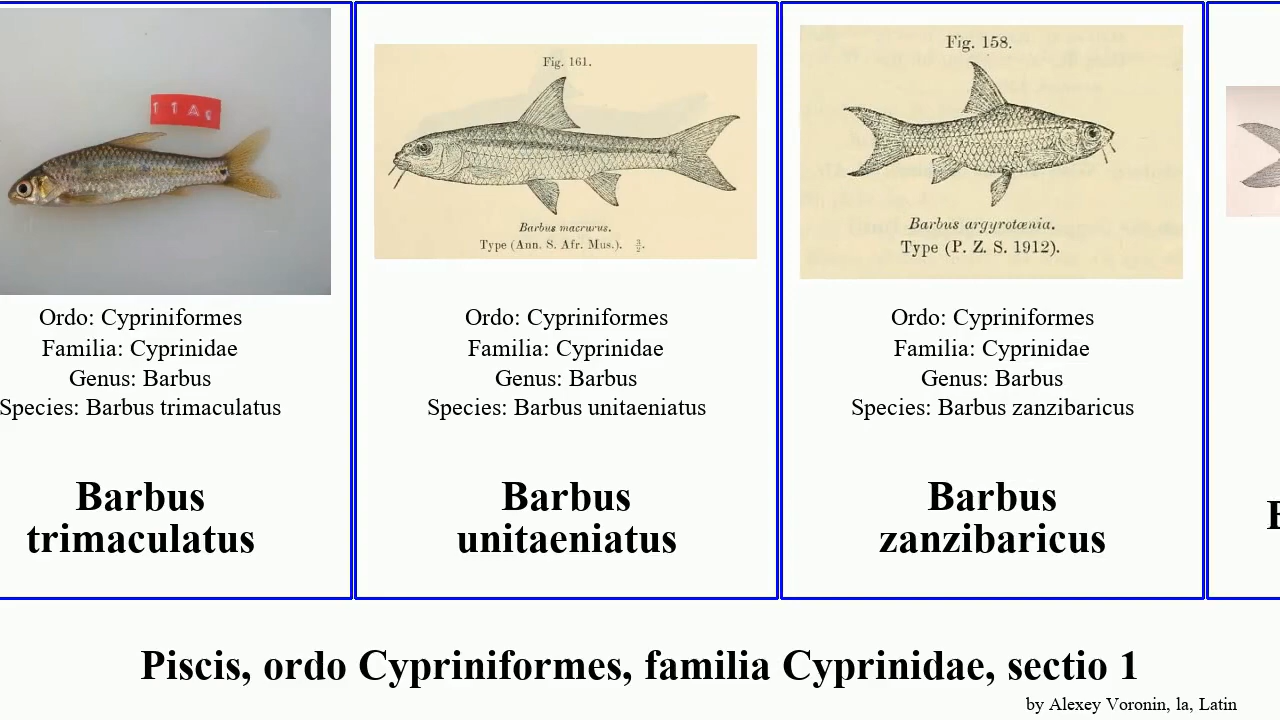 Fig. 161.
Barbus macrurus.
Type (Ann. S. Afr. Mus.). 3/2.
Fig. 158.
Barbus argyrotænia.
Type (P. Z. S. 1912).
Ordo: Cypriniformes
Familia: Cyprinidae
Genus: Barbus
Species: Barbus trimaculatus
Barbus
trimaculatus
Ordo: Cypriniformes
Familia: Cyprinidae
Genus: Barbus
Species: Barbus unitaeniatus
Barbus
unitaeniatus
Ordo: Cypriniformes
Familia: Cyprinidae
Genus: Barbus
Species: Barbus zanzibaricus
Barbus
zanzibaricus
Piscis, ordo Cypriniformes, familia Cyprinidae, sectio 1
by Alexey Voronin, la, Latin